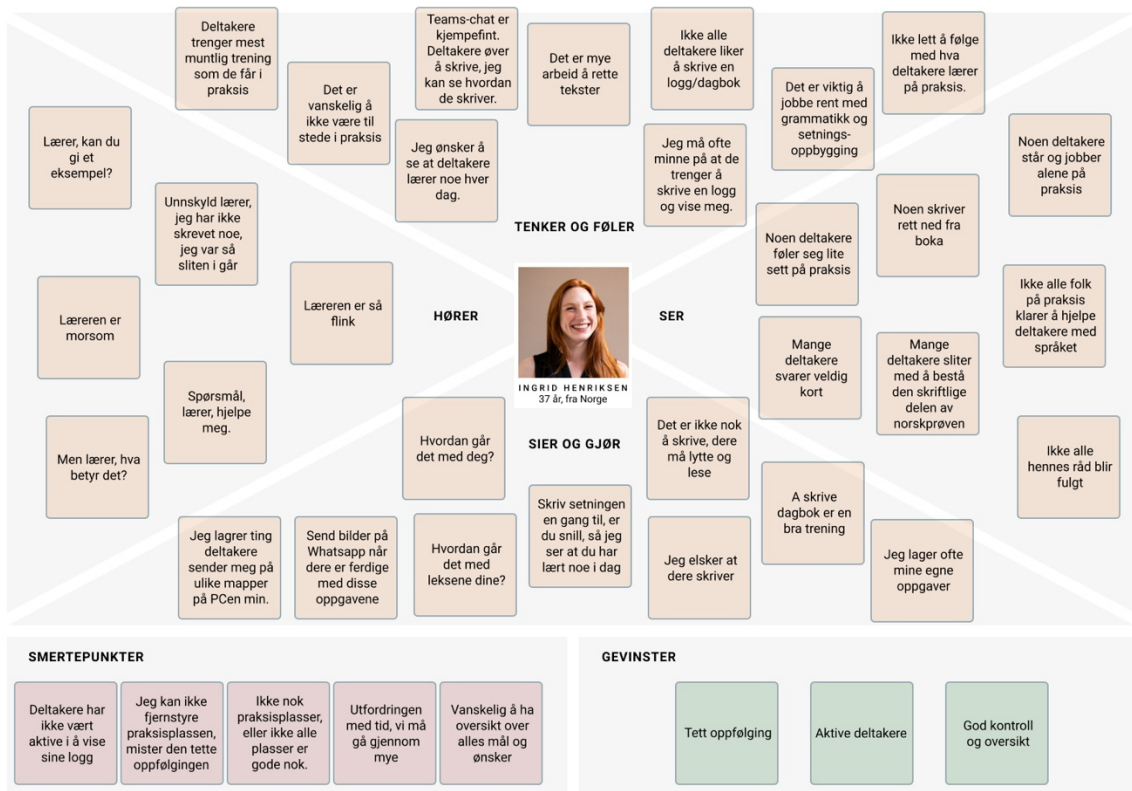 Deltakere
trenger mest
muntlig trening
som de får i
praksis
Det er
vanskelig å
ikke være til
stede i praksis
Teams-chat er
kjempefint.
Deltakere øver
å skrive, jeg
kan se hvordan
de skriver.
Jeg ønsker å
se at deltakere
lærer noe hver
dag.
Det er mye
arbeid å rette
tekster
Ikke alle
deltakere liker
å skrive en
logg/dagbok
Jeg må ofte
minne på at de
trenger å
skrive en logg
og vise meg.
Det er viktig å
jobbe rent med
grammatikk og
setnings-
oppbygging
Ikke lett å følge
med hva
deltakere lærer
på praksis.
TENKER OG FØLER
Lærer, kan du
gi et
eksempel?
Unnskyld lærer,
jeg har ikke
skrevet noe,
jeg var så
sliten i går
Læreren er
morsom
Læreren er så
flink
HØRER
Spørsmål,
lærer, hjelpe
meg.
Men lærer, hva
betyr det?
INGRID HENRIKSEN
37 år, fra Norge
SER
Noen deltakere
føler seg lite
sett på praksis
Noen skriver
rett ned fra
boka
Noen deltakere
står og jobber
alene på
praksis
Mange
deltakere
svarer veldig
kort
Mange
deltakere sliter
med å bestå
den skriftlige
delen av
norskprøven
Ikke alle folk
på praksis
klarer å hjelpe
deltakere med
språket
Ikke alle
hennes råd blir
fulgt
SIER OG GJØR
Hvordan går
det med deg?
Det er ikke nok
å skrive, dere
må lytte og
lese
Jeg lagrer ting
deltakere
sender meg på
ulike mapper
på PCen min.
Send bilder på
Whatsapp når
dere er ferdige
med disse
oppgavene
Hvordan går
det med
leksene dine?
Skriv setningen
en gang til, er
du snill, så jeg
ser at du har
lært noe i dag
Jeg elsker at
dere skriver
A skrive
dagbok er en
bra trening
Jeg lager ofte
mine egne
oppgaver
SMERTEPUNKTER
Deltakere har
ikke vært
aktive i å vise
sine logg
Jeg kan ikke
fjernstyre
praksisplassen,
mister den tette
oppfølgingen
Ikke nok
praksisplasser,
eller ikke alle
plasser er
gode nok.
Utfordringen
med tid, vi må
gå gjennom
mye
Vanskelig å ha
oversikt over
alles mål og
ønsker
GEVINSTER
Tett oppfølging
Aktive deltakere
God kontroll
og oversikt